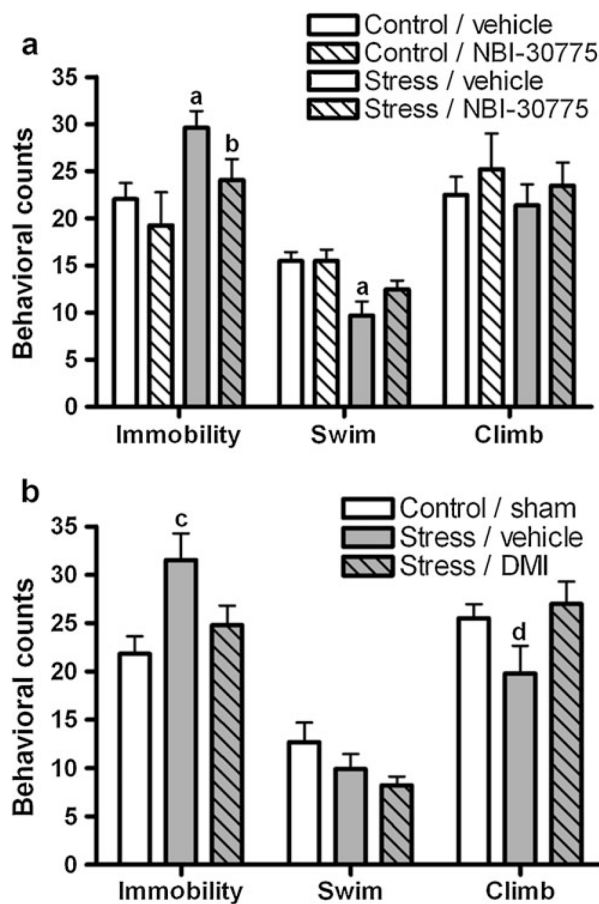 a
Control / vehicle
Control / NBI-30775
Stress / vehicle
Stress / NBI-30775
Behavioral counts
35
30
25
20
15
10
5
0
a
b
a
Immobility
Swim
Climb
b
Control / sham
Stress / vehicle
Stress / DMI
Behavioral counts
35
30
25
20
15
10
5
0
c
d
Immobility
Swim
Climb